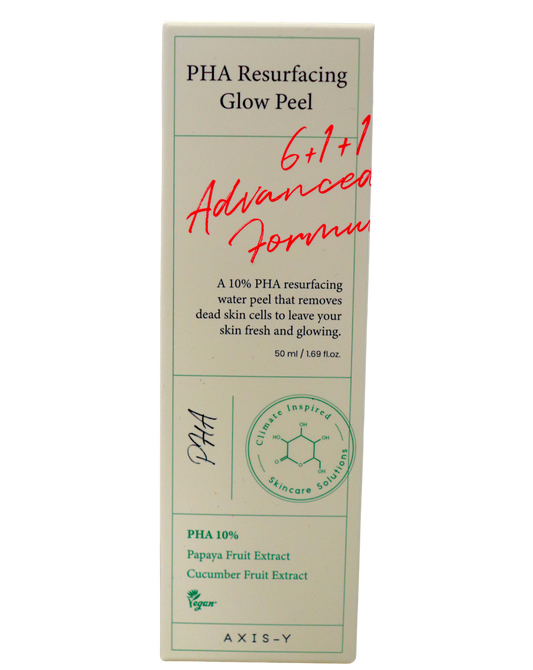 PHA Resurfacing
Glow Peel
6+1+1
Advanced
A 10% PHA resurfacing
water peel that removes
dead skin cells to leave your
skin fresh and glowing.
50 ml / 1.69 fl.oz.
PHA
Climate Inspired
OH
HO
OH
O
O
OH
Skincare Solutions
PHA 10%
Papaya Fruit Extract
Cucumber Fruit Extract
Vegan
AXIS-Y